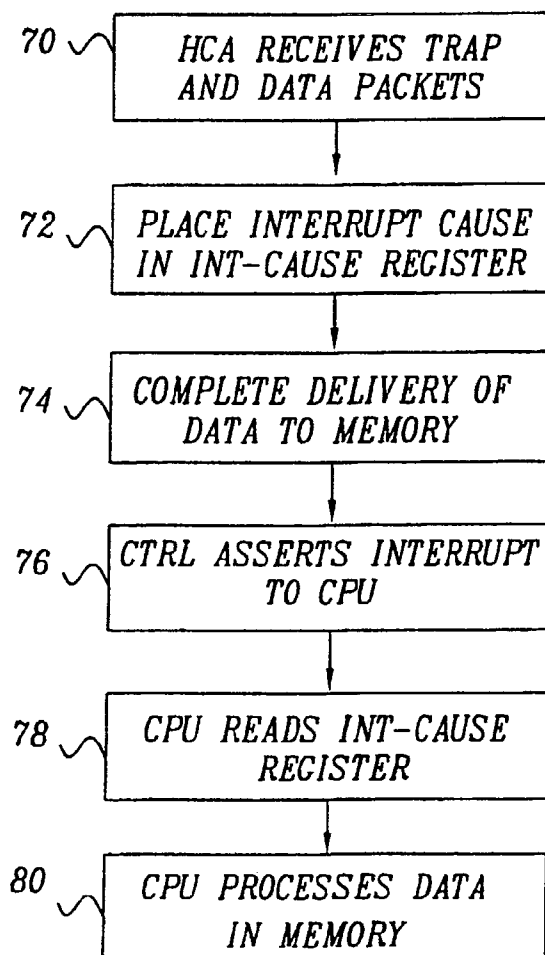 70
HCA RECEIVES TRAP
AND DATA PACKETS
72
PLACE INTERRUPT CAUSE
IN INT-CAUSE REGISTER
74
COMPLETE DELIVERY OF
DATA TO MEMORY
76
CTRL ASSERTS INTERRUPT
TO CPU
78
CPU READS INT-CAUSE
REGISTER
80
CPU PROCESSES DATA
IN MEMORY